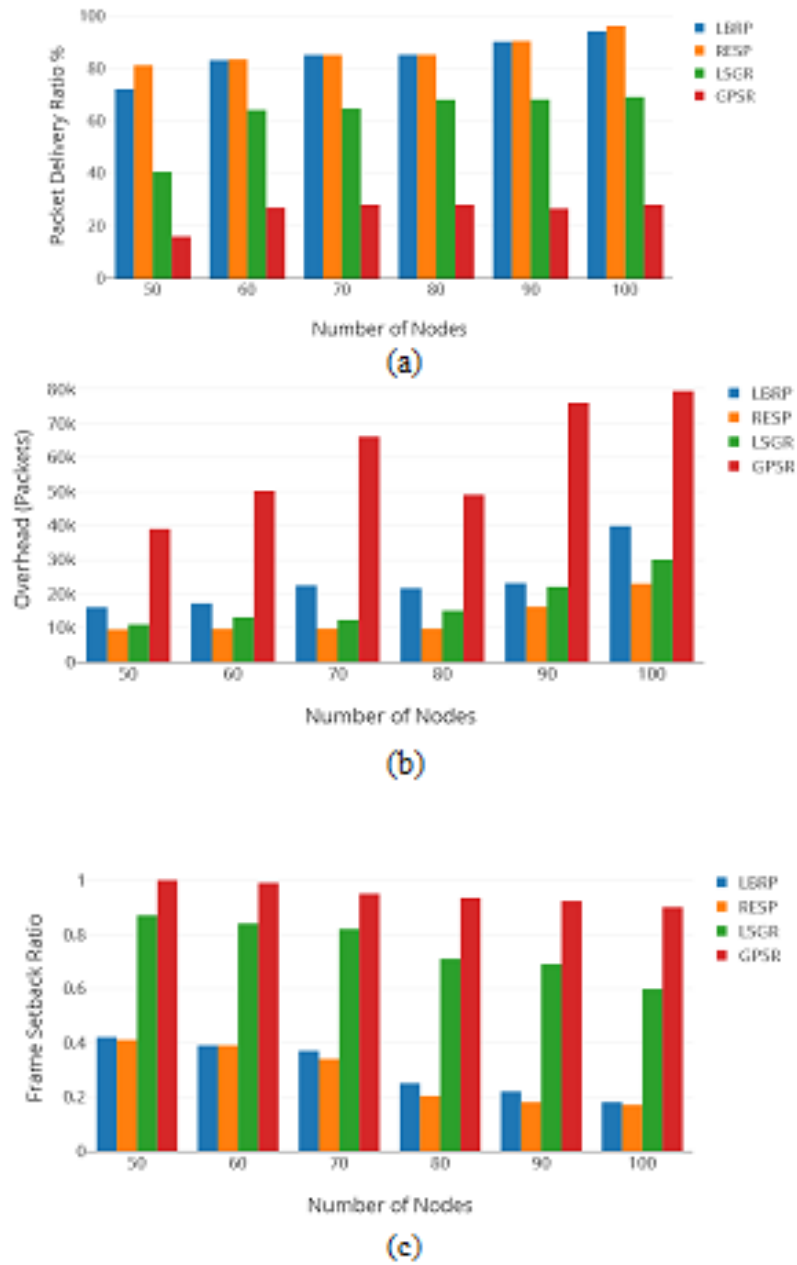 100
80
60
40
20
0
Packet Delivery Ratio %
50 60 70 80 90 100
Number of Nodes
LBRP
RESP
LSGR
GPSR
(a)
80k
70k
60k
50k
40k
30k
20k
10k
0
Overhead (Packets)
50 60 70 80 90 100
Number of Nodes
LBRP
RESP
LSGR
GPSR
(b)
1
0.8
0.6
0.4
0.2
0
Frame Setback Ratio
50 60 70 80 90 100
Number of Nodes
LBRP
RESP
LSGR
GPSR
(c)